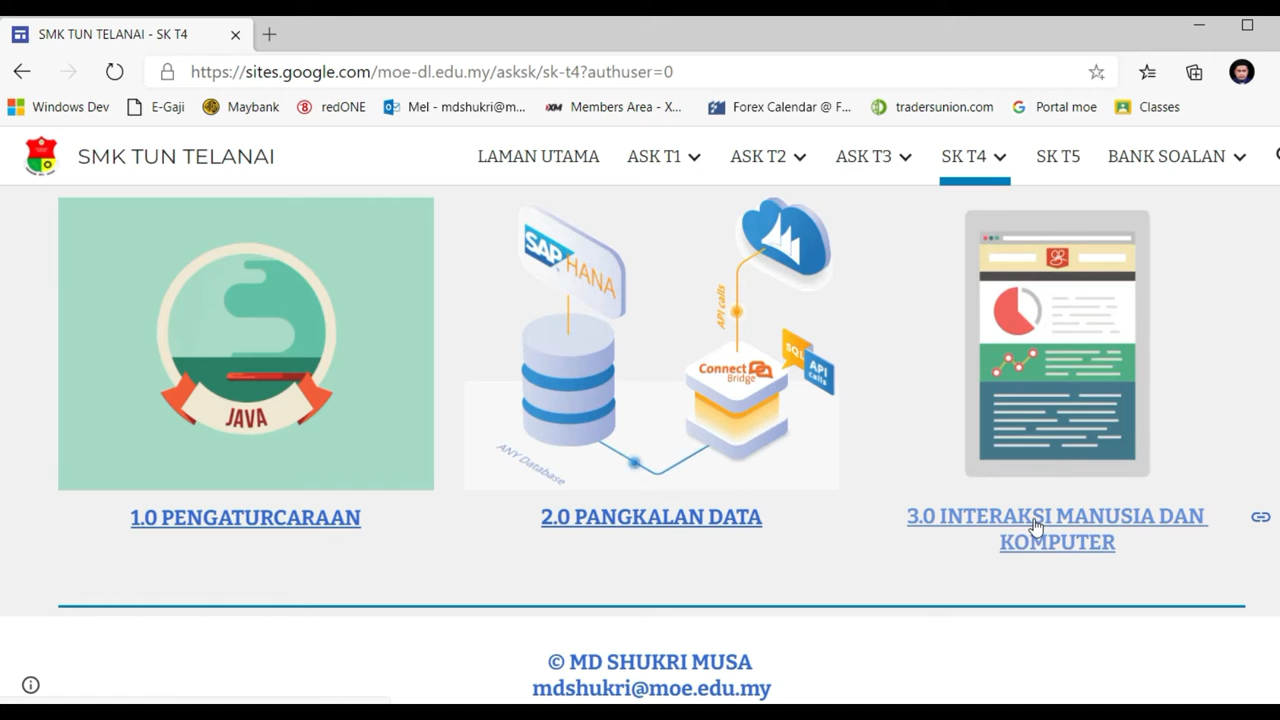 SMK TUN TELANAI - SK T4
https://sites.google.com/moe-dl.edu.my/asksk/sk-t4?authuser=0
Windows Dev E-Gaji Maybank redONE Mel - mdshukri@m... Members Area - X... Forex Calendar @ F... tradersunion.com Portal moe Classes
SMK TUN TELANAI LAMAN UTAMA ASK T1 ASK T2 ASK T3 SK T4 SK T5 BANK SOALAN
SAP HANA
API calls
SQL
API calls
Connect Bridge
ANY Database
JAVA
1.0 PENGATURCARAAN
2.0 PANGKALAN DATA
3.0 INTERAKSI MANUSIA DAN
KOMPUTER
© MD SHUKRI MUSA
mdshukri@moe.edu.my